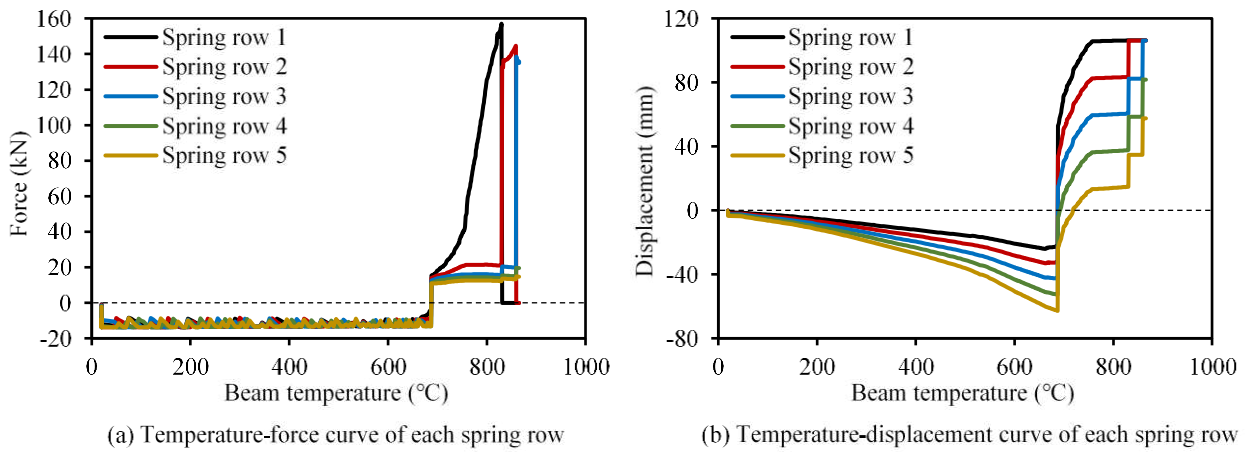 160
140
120
100
80
60
40
20
0
-20
Force (kN)
Spring row 1
Spring row 2
Spring row 3
Spring row 4
Spring row 5
0 200 400 600 800 1000
Beam temperature (℃)
(a) Temperature-force curve of each spring row
120
80
40
0
-40
-80
Displacement (mm)
Spring row 1
Spring row 2
Spring row 3
Spring row 4
Spring row 5
0 200 400 600 800 1000
Beam temperature (℃)
(b) Temperature-displacement curve of each spring row